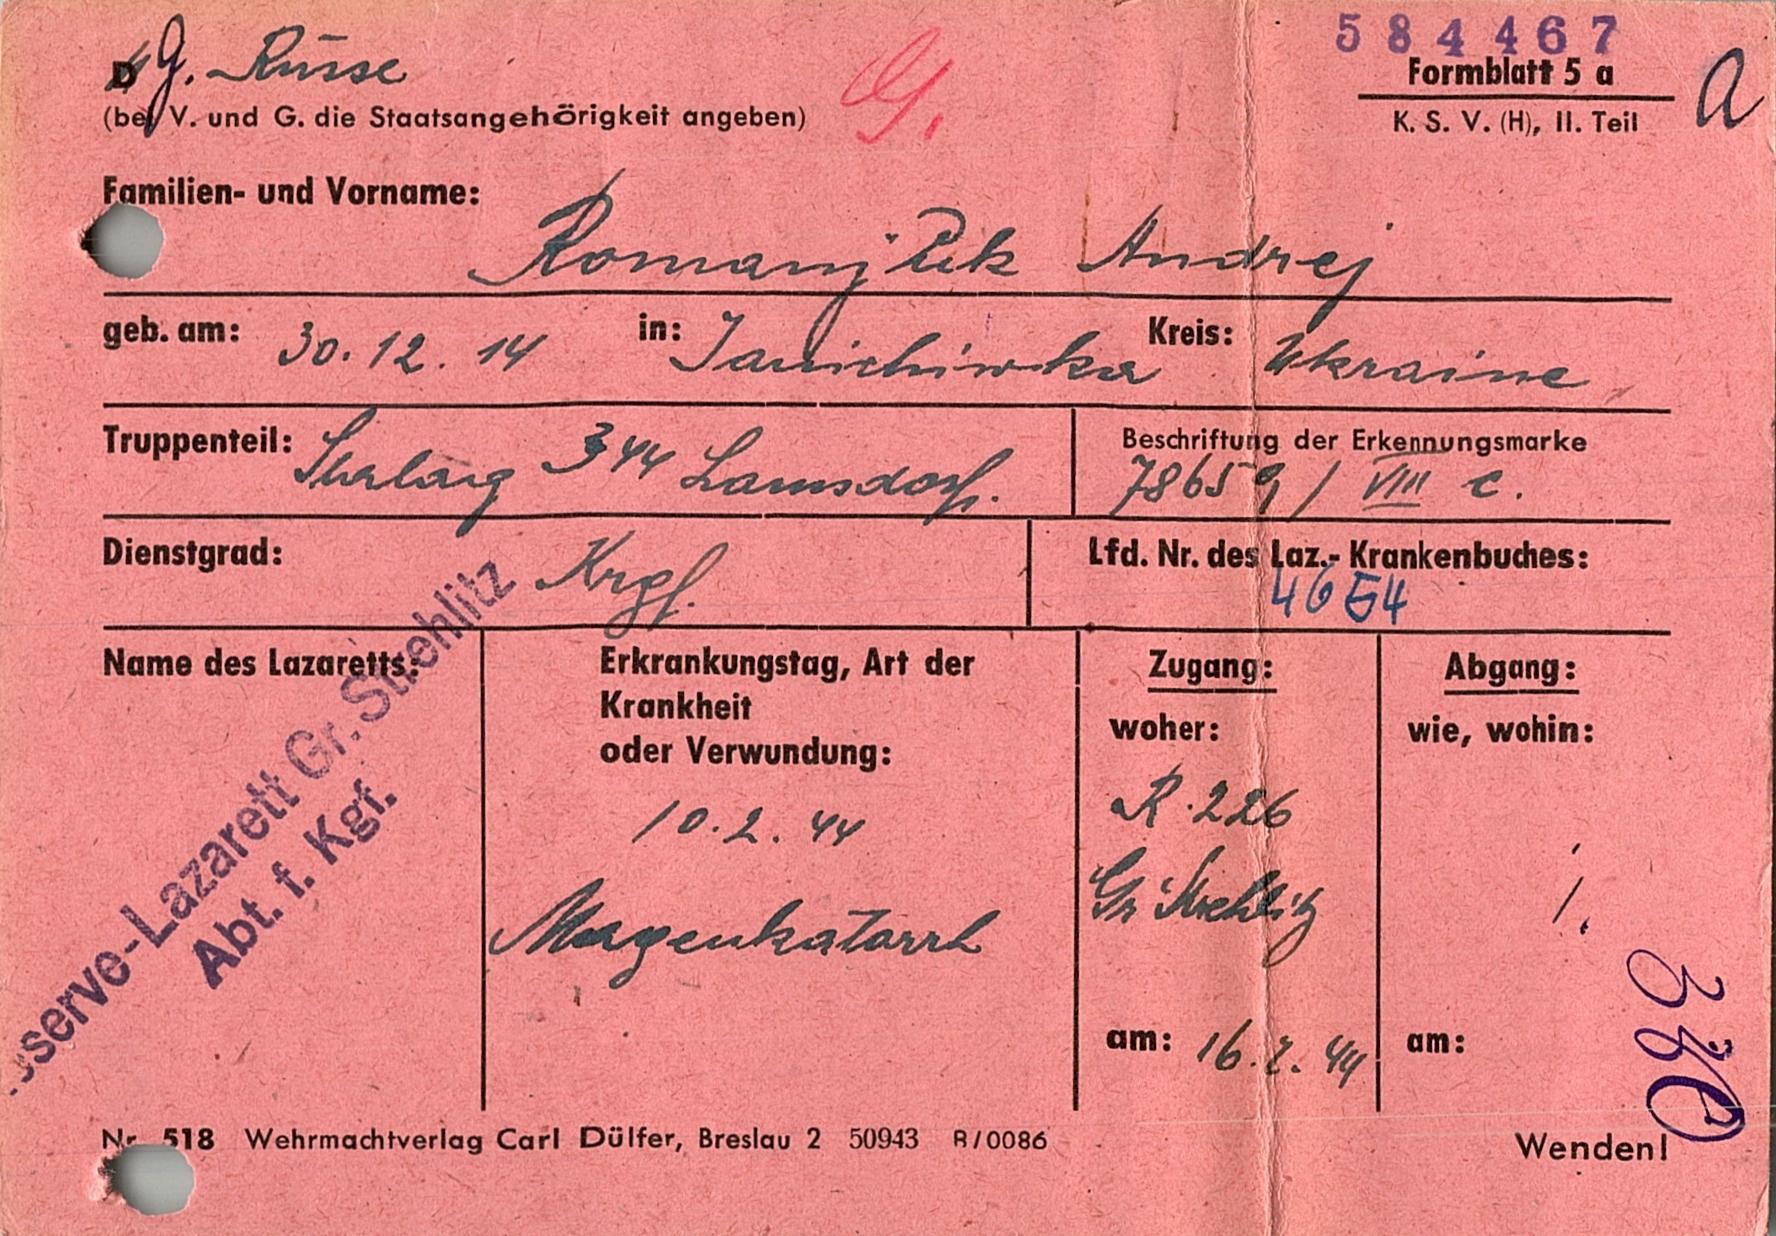 584467
D G. Russe
Formblatt 5 a
a
(bei V. und G. die Staatsangehörigkeit angeben)
G.
K. S. V. (H), II. Teil
Familien- und Vorname:
Romanjuk Andrej
geb. am: 30.12.14 in: Kreis: Ukraine
Truppenteil: Stalag 344 Lamsdorf.
Beschriftung der Erkennungsmarke
78659 / VIII C.
Dienstgrad: Krgf.
Lfd. Nr. des Laz.- Krankenbuches:
4654
Name des Lazaretts:
serve-Lazarett Gr. Strehlitz
Abt. f. Kgf.
Erkrankungstag, Art der
Krankheit
oder Verwundung:
10.2.44
Magenkatarrh
Zugang:
woher:
R. 226
Gr. Strehlitz
am: 16.2.44
Abgang:
wie, wohin:
am:
Nr. 518 Wehrmachtverlag Carl Dülfer, Breslau 2 50943 R/0086
Wenden!